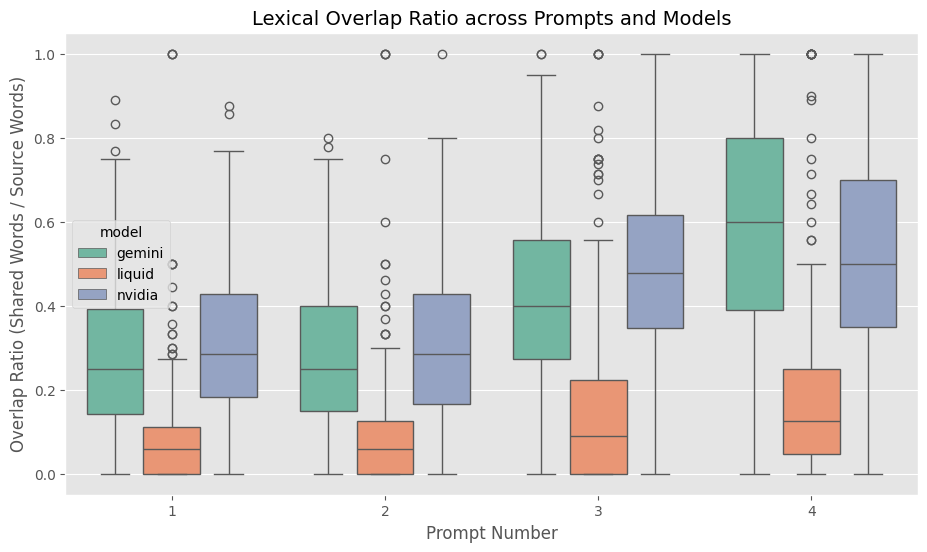 Lexical Overlap Ratio across Prompts and Models
Overlap Ratio (Shared Words / Source Words)
1.0
0.8
0.6
0.4
0.2
0.0
model
gemini
liquid
nvidia
1 2 3 4
Prompt Number